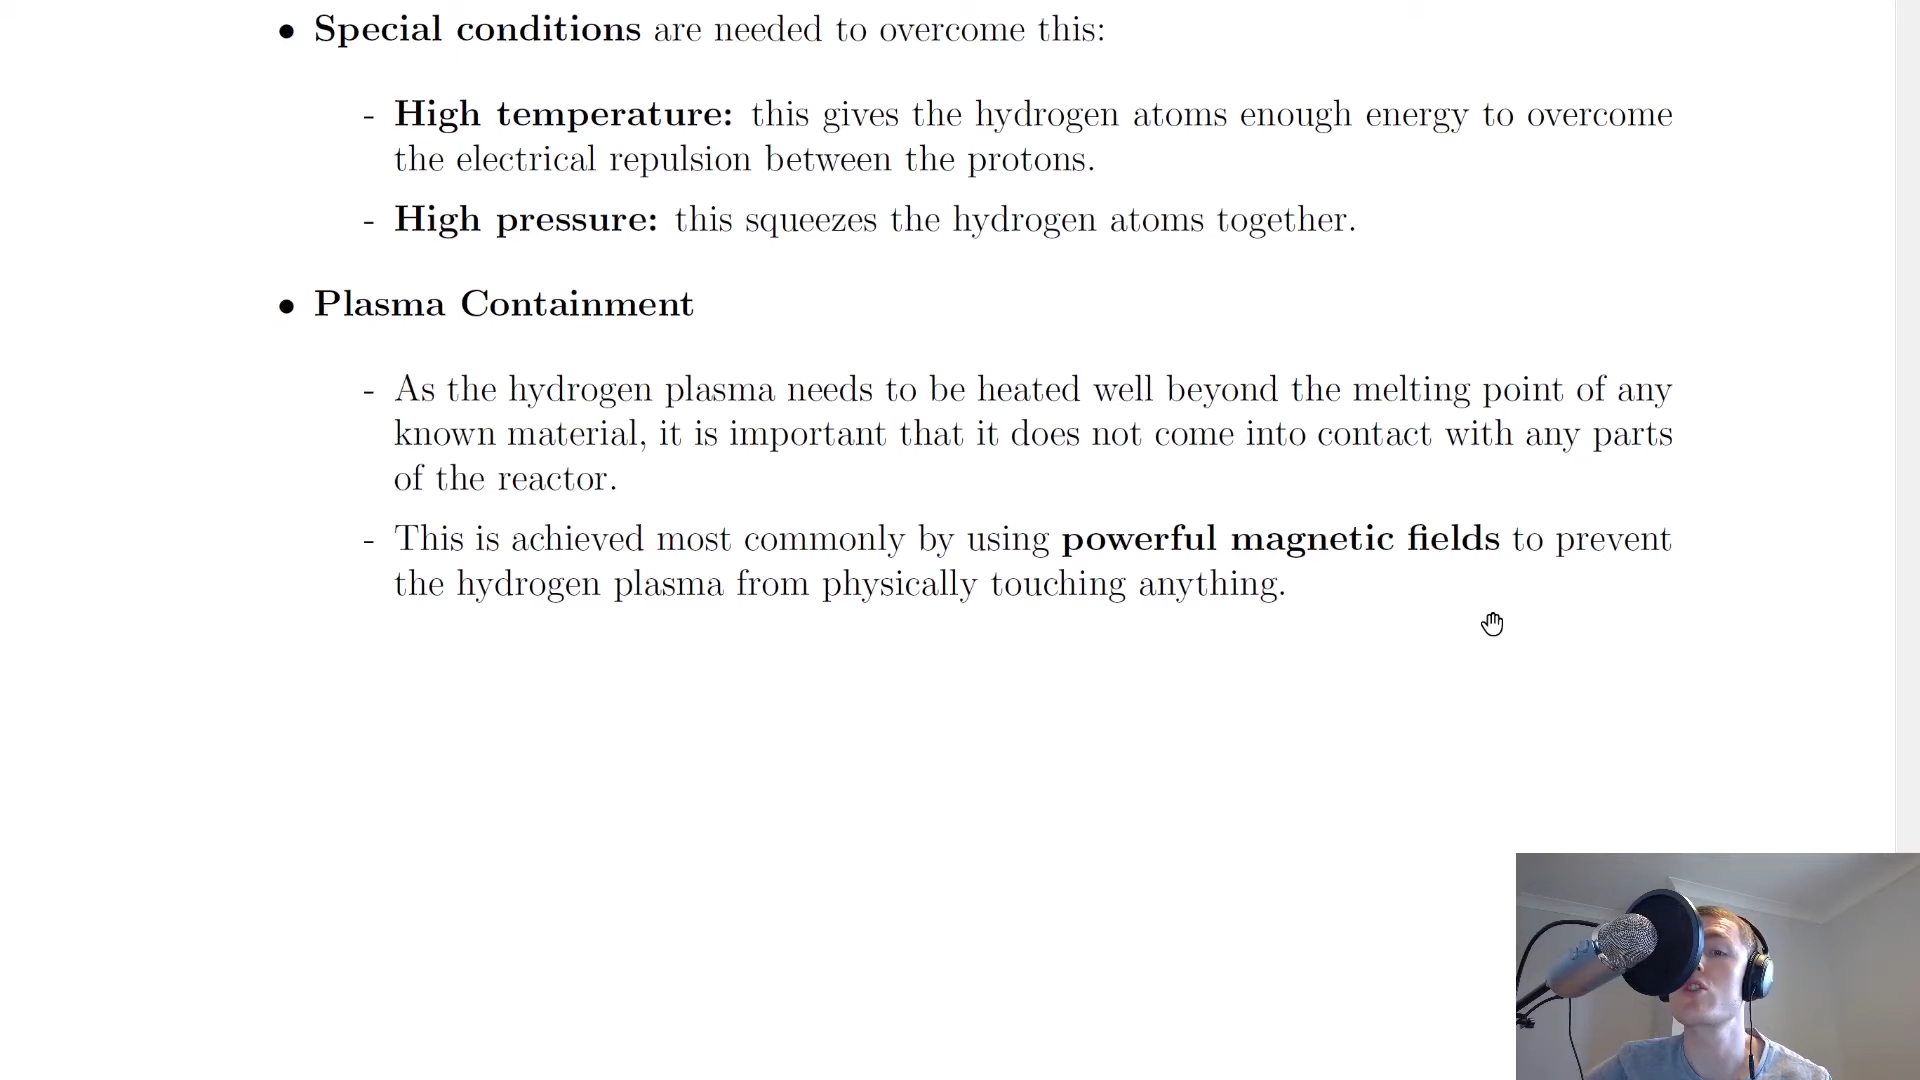 • Special conditions are needed to overcome this:
- High temperature: this gives the hydrogen atoms enough energy to overcome
the electrical repulsion between the protons.
- High pressure: this squeezes the hydrogen atoms together.
• Plasma Containment
- As the hydrogen plasma needs to be heated well beyond the melting point of any
known material, it is important that it does not come into contact with any parts
of the reactor.
- This is achieved most commonly by using powerful magnetic fields to prevent
the hydrogen plasma from physically touching anything.